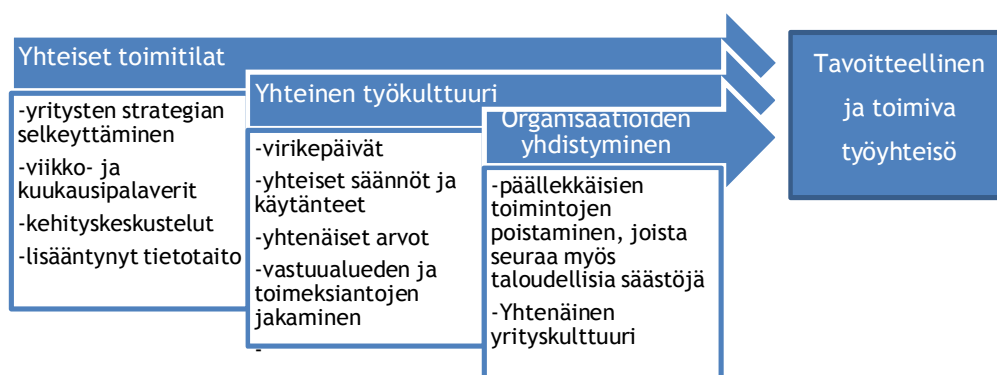 Yhteiset toimitilat
-yritysten strategian
selkeyttäminen
-viikko- ja
kuukausipalaverit
-kehityskeskustelut
-lisääntynyt tietotaito
Yhteinen työkulttuuri
-virikepäivät
-yhteiset säännöt ja
käytänteet
-yhtenäiset arvot
-vastuualueden ja
toimeksiantojen
jakaminen
-
Organisaatioiden
yhdistyminen
-päällekkäisien
toimintojen
poistaminen, joista
seuraa myös
taloudellisia säästöjä
-Yhtenäinen
yrityskulttuuri
Tavoitteellinen
ja toimiva
työyhteisö